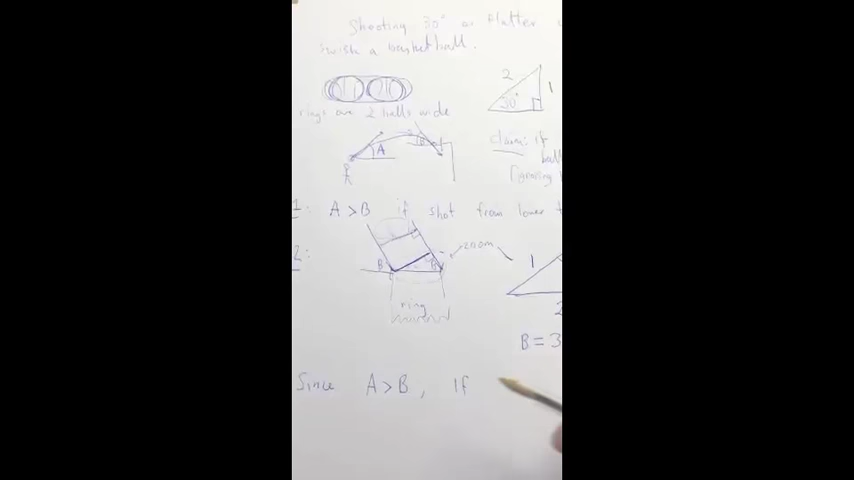 Shooting 30° or Flatter
swish a basketball.
2
1
30°
rings are 2 balls wide
claim: if
A
B
1: A > B if shot from lower
2:
B
zoom
1
ring
B = 3
Since A > B, If